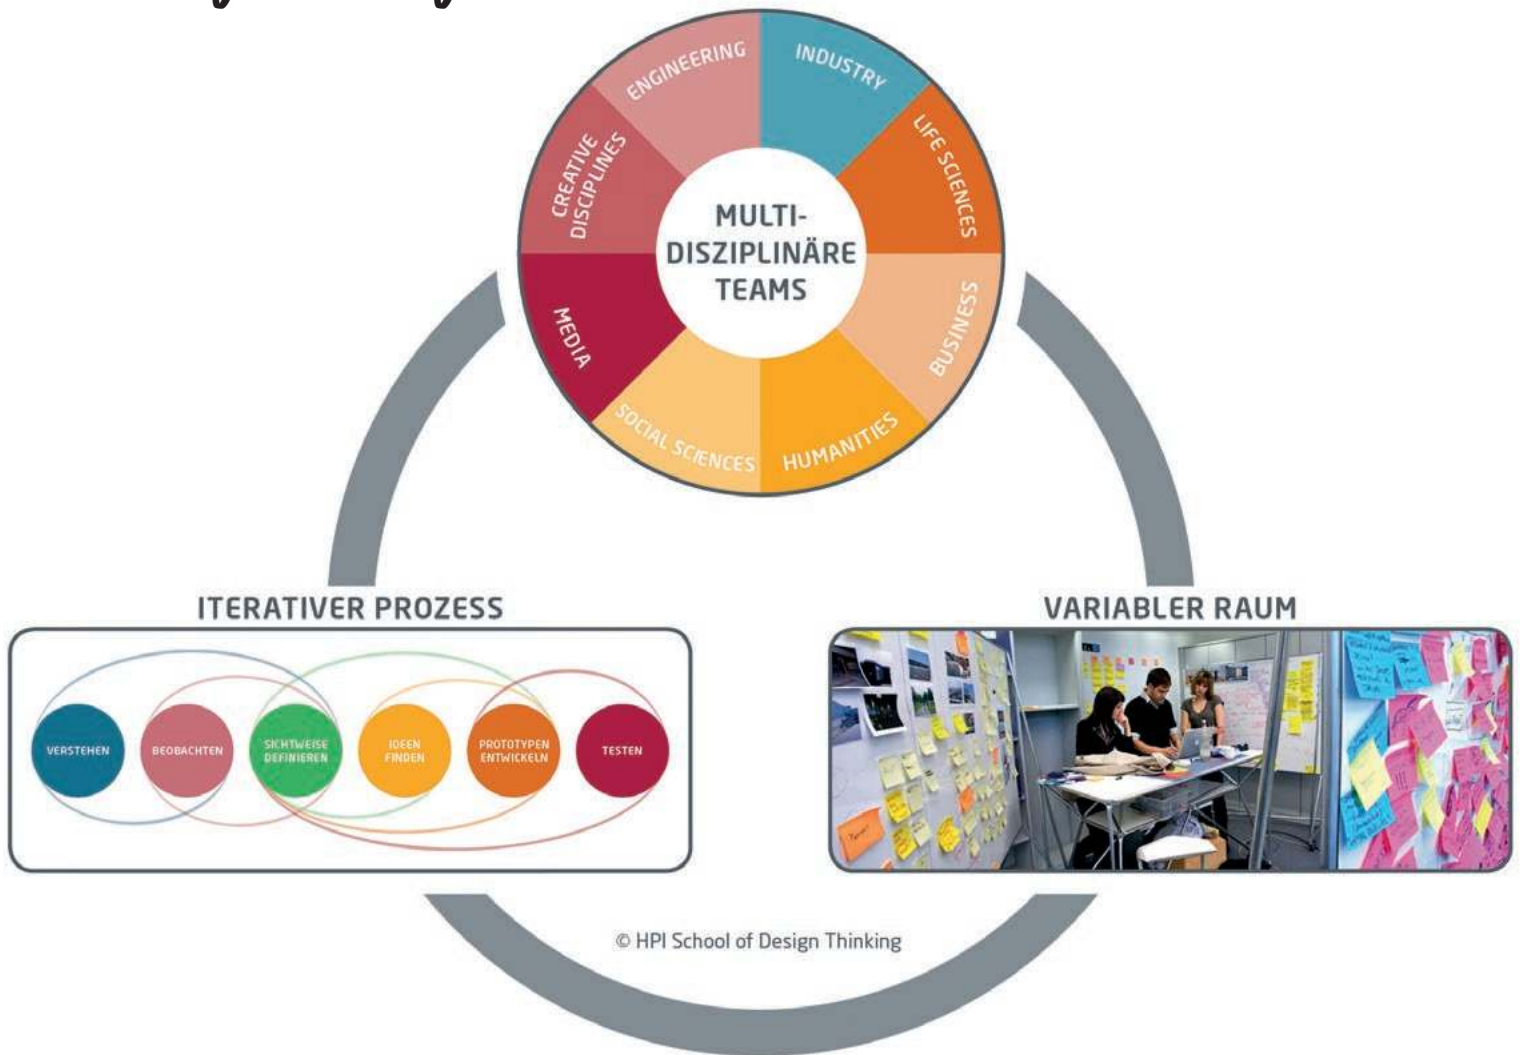 ENGINEERING
INDUSTRY
LIFE SCIENCES
BUSINESS
HUMANITIES
SOCIAL SCIENCES
MEDIA
CREATIVE
DISCIPLINES
MULTI-
DISZIPLINÄRE
TEAMS
ITERATIVER PROZESS
VERSTEHEN
BEOBACHTEN
SICHTWEISE
DEFINIEREN
IDEEN
FINDEN
PROTOTYPEN
ENTWICKELN
TESTEN
VARIABLER RAUM
© HPI School of Design Thinking